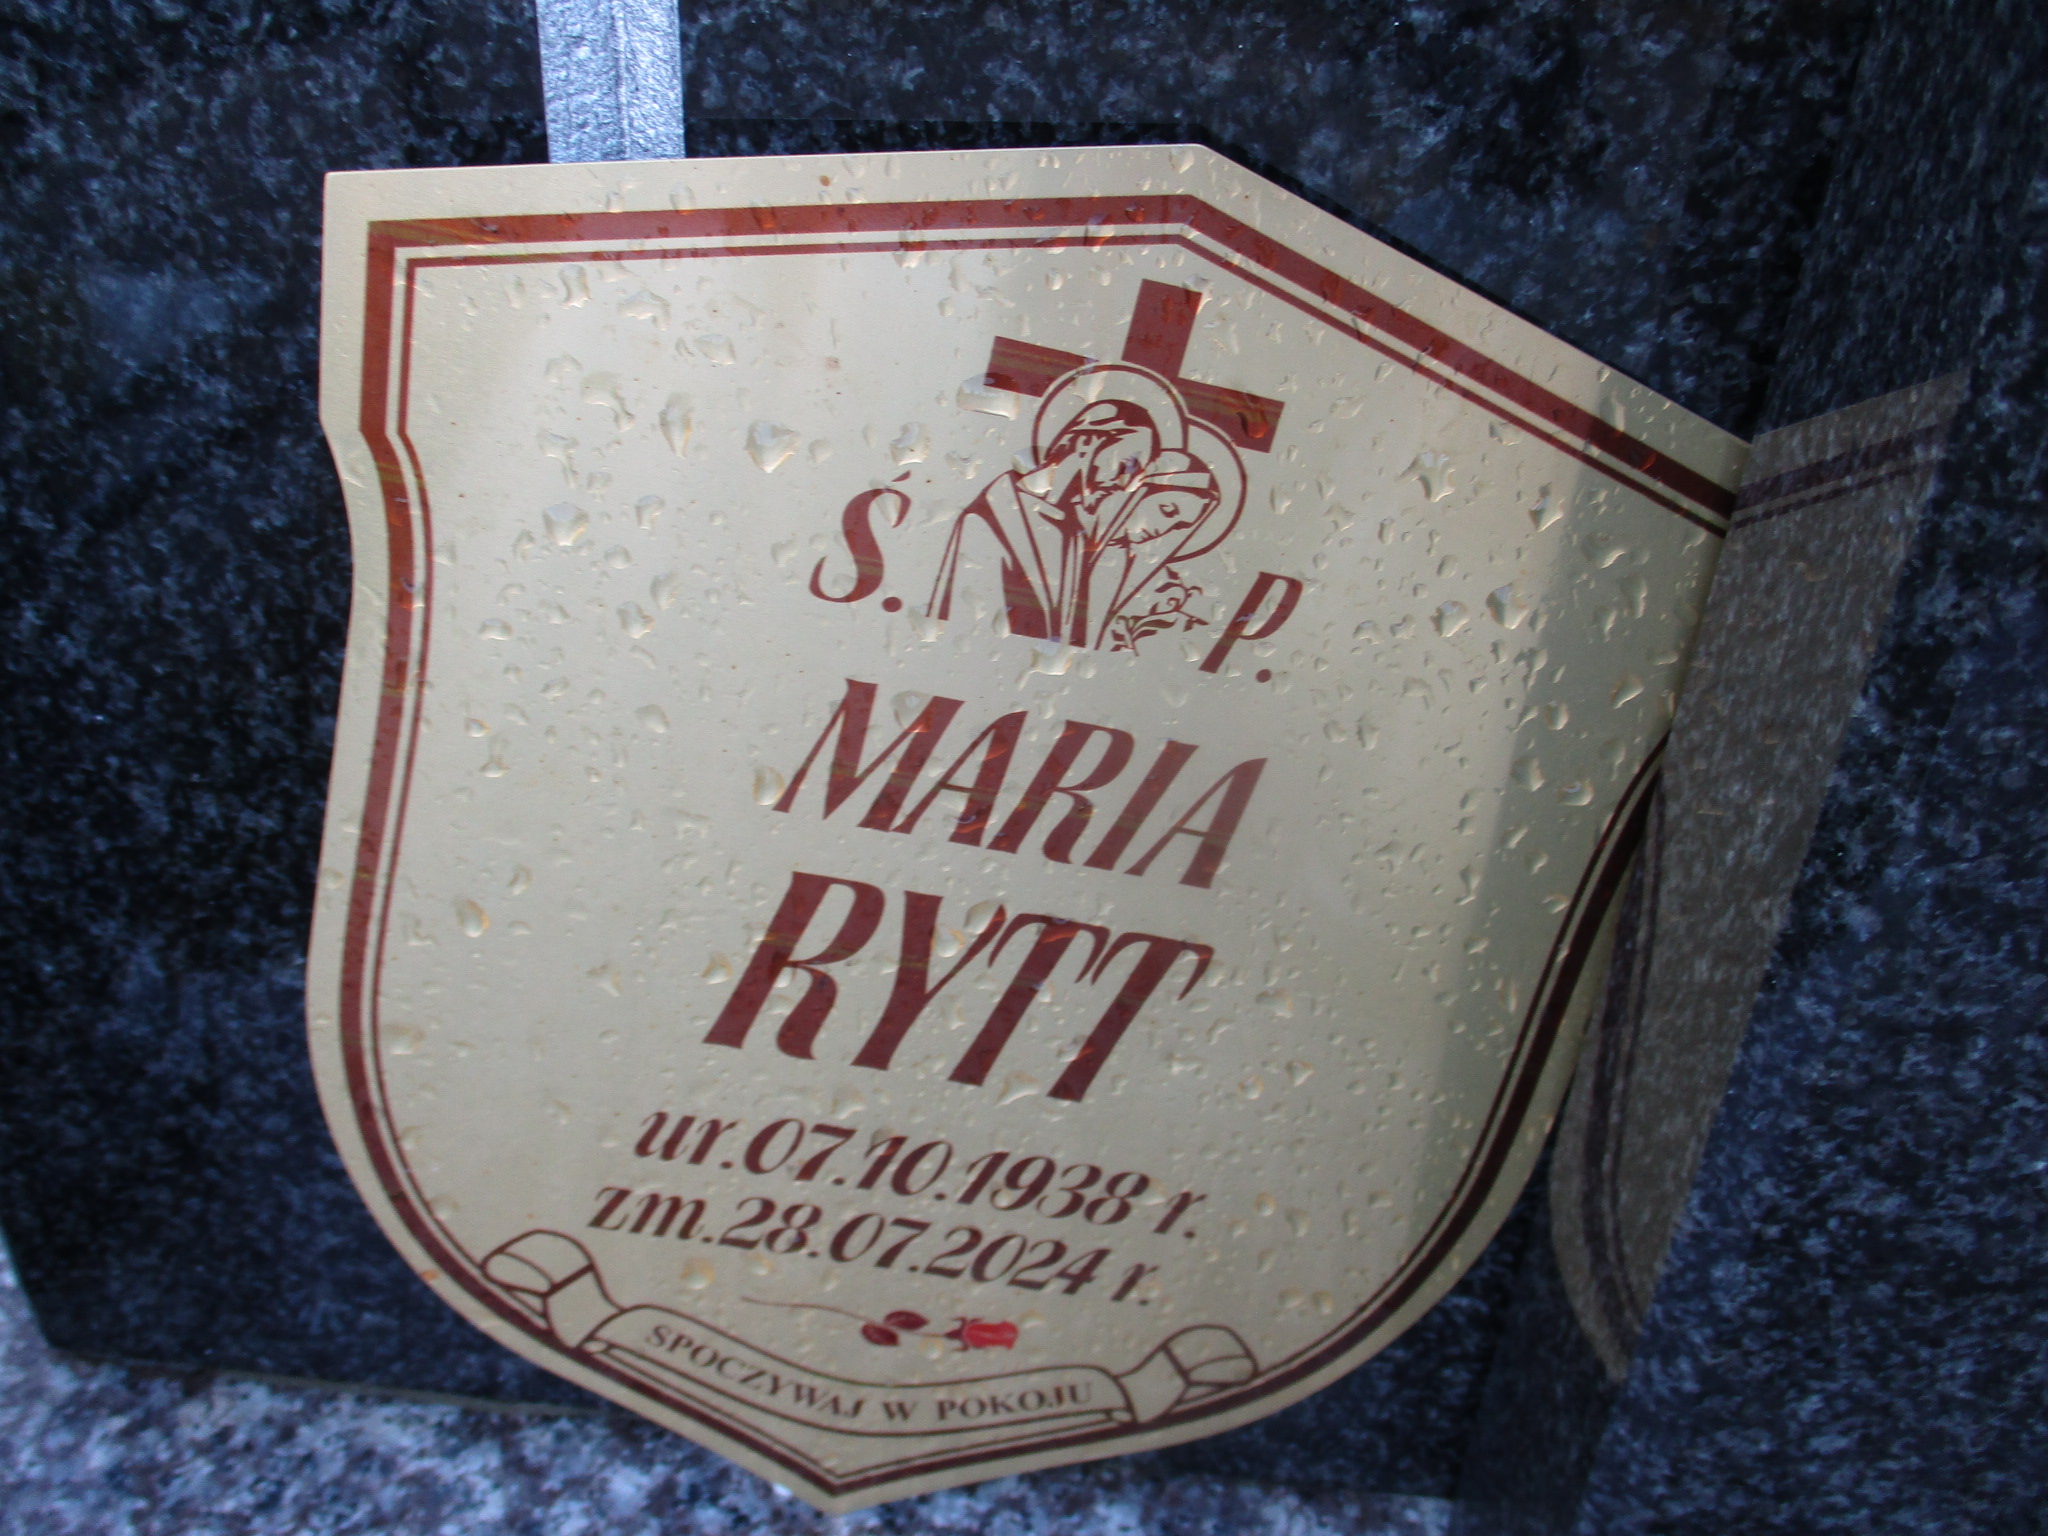 Ś. P.
MARIA
RYTT
ur.07.10.1938 r.
zm.28.07.2024 r.
SPOCZYWAJ W POKOJU